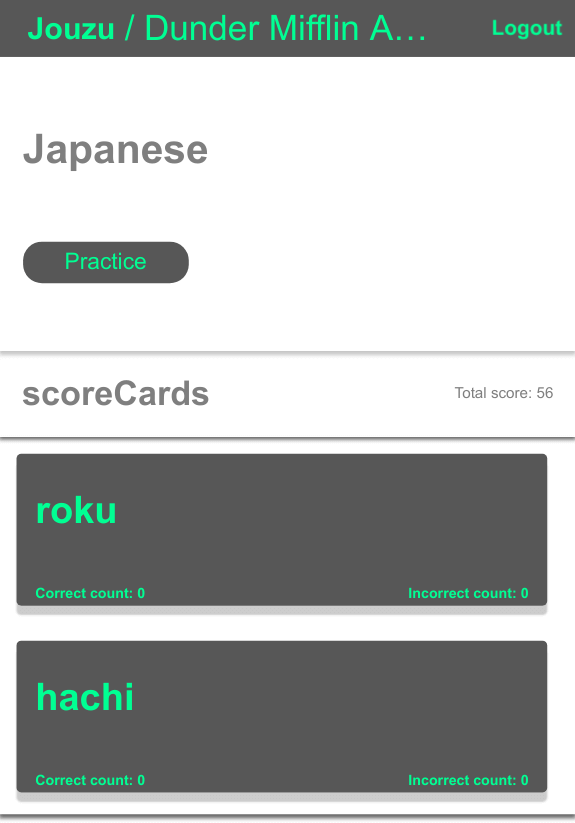 Jouzu / Dunder Mifflin A… Logout
Japanese
Practice
scoreCards Total score: 56
roku
Correct count: 0 Incorrect count: 0
hachi
Correct count: 0 Incorrect count: 0